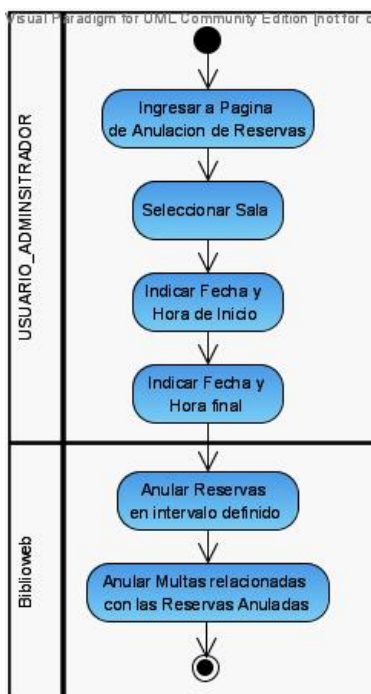 Visual Paradigm for UML Community Edition [not for c
USUARIO_ADMINSITRADOR
Ingresar a Pagina
de Anulacion de Reservas
Seleccionar Sala
Indicar Fecha y
Hora de Inicio
Indicar Fecha y
Hora final
Biblioweb
Anular Reservas
en intervalo definido
Anular Multas relacionadas
con las Reservas Anuladas